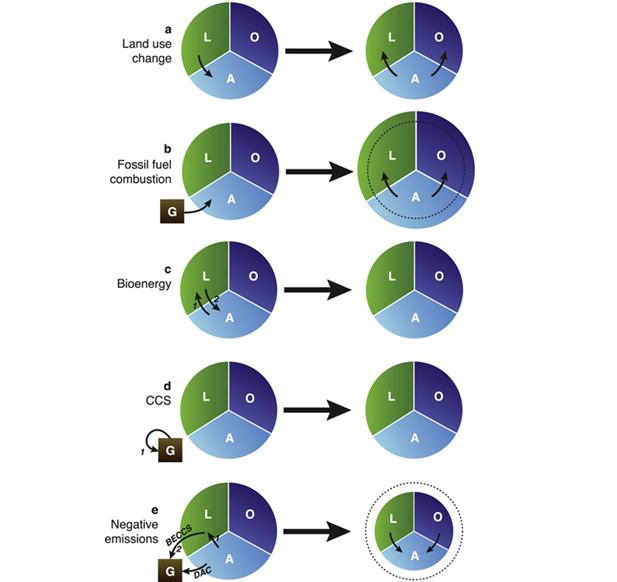 a
Land use
change
L
O
A
L
O
A
b
Fossil fuel
combustion
L
O
A
G
L
O
A
c
Bioenergy
L
O
A
1
2
L
O
A
d
CCS
L
O
A
G
1
L
O
A
e
Negative
emissions
L
O
A
BECCS
2
1
DAC
G
L
O
A